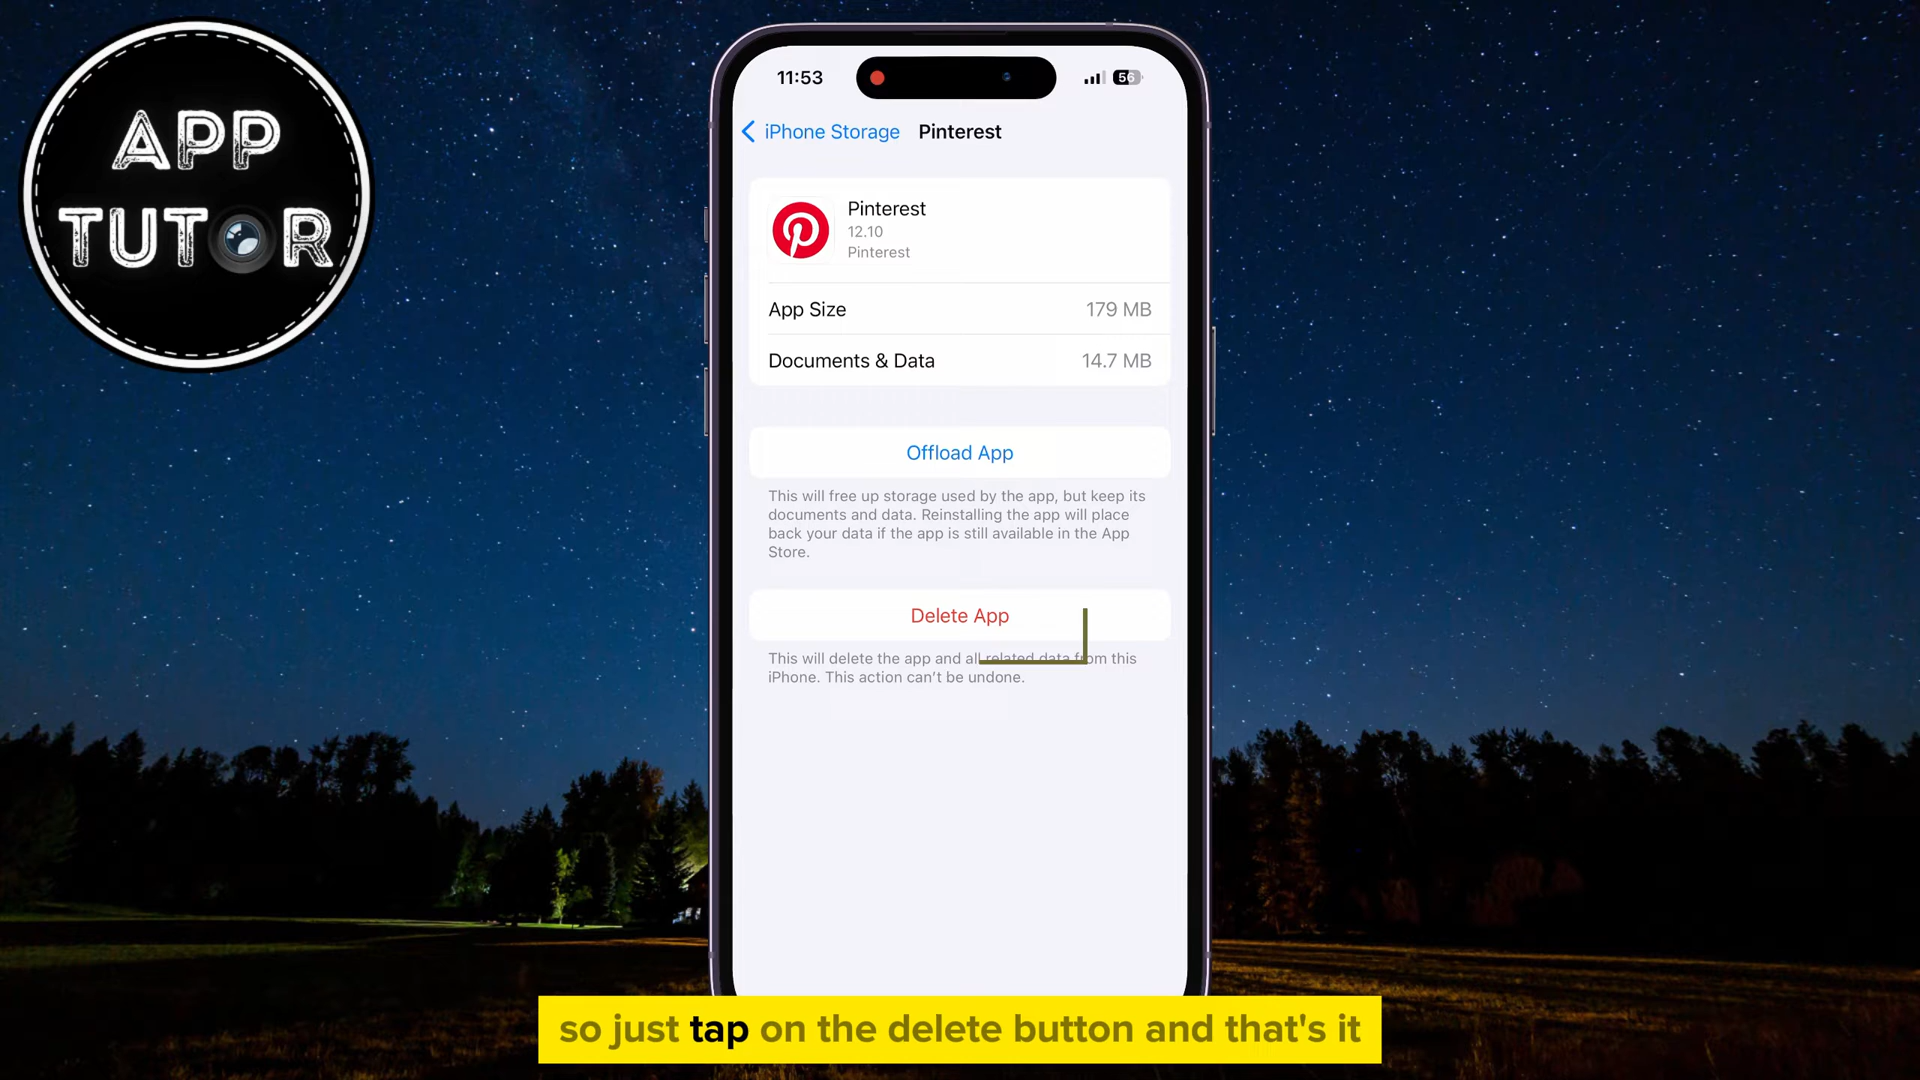 APP
TUTOR
11:53
56
iPhone Storage
Pinterest
Pinterest
12.10
Pinterest
App Size
179 MB
Documents & Data
14.7 MB
Offload App
This will free up storage used by the app, but keep its
documents and data. Reinstalling the app will place
back your data if the app is still available in the App
Store.
Delete App
This will delete the app and all related data from this
iPhone. This action can't be undone.
so just tap on the delete button and that's it